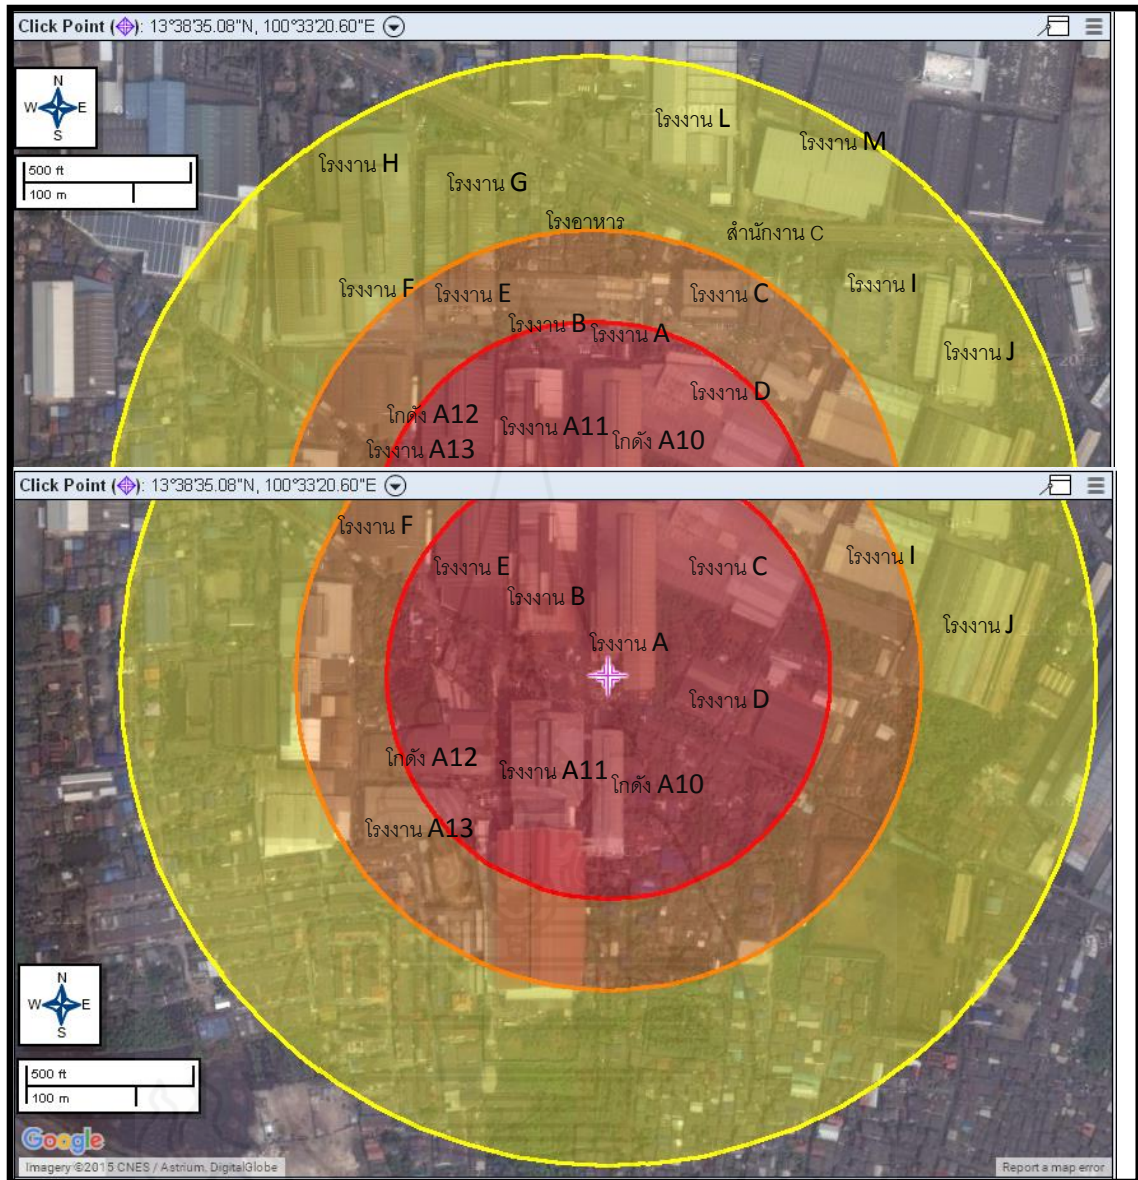 Click Point (): 13°38'35.08"N, 100°33'20.60"E
N
W E
S
500 ft
100 m
โรงงาน L
โรงงาน M
โรงงาน H
โรงงาน G
โรงอาหาร
สำนักงาน C
โรงงาน F
โรงงาน E
โรงงาน C
โรงงาน I
โรงงาน B
โรงงาน A
โรงงาน J
โรงงาน D
โกดัง A12
โรงงาน A11
โกดัง A10
โรงงาน A13
Click Point (): 13°38'35.08"N, 100°33'20.60"E
โรงงาน F
โรงงาน E
โรงงาน C
โรงงาน I
โรงงาน B
โรงงาน J
โรงงาน A
โรงงาน D
โกดัง A12
โรงงาน A11
โกดัง A10
โรงงาน A13
N
W E
S
500 ft
100 m
Google
Imagery ©2015 CNES / Astrium, DigitalGlobe
Report a map error